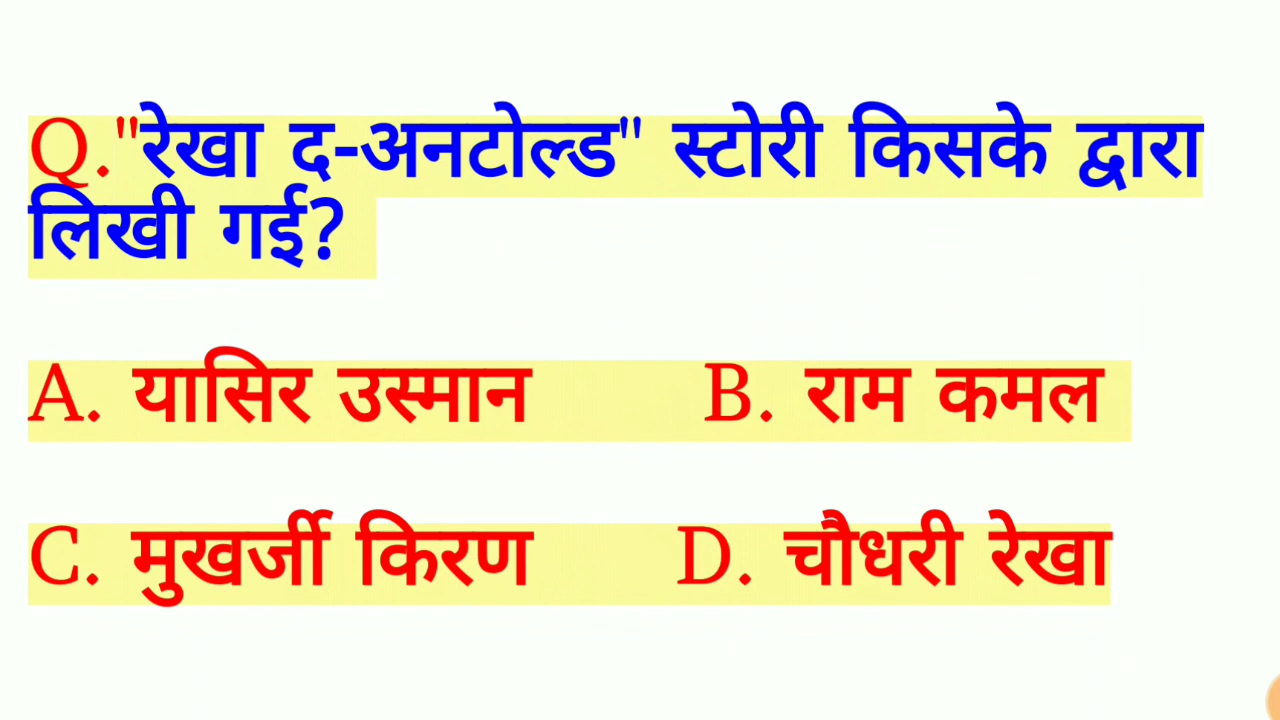 Q."रेखा द-अनटोल्ड" स्टोरी किसके द्वारा
लिखी गई?
A. यासिर उस्मान B. राम कमल
C. मुखर्जी किरण D. चौधरी रेखा